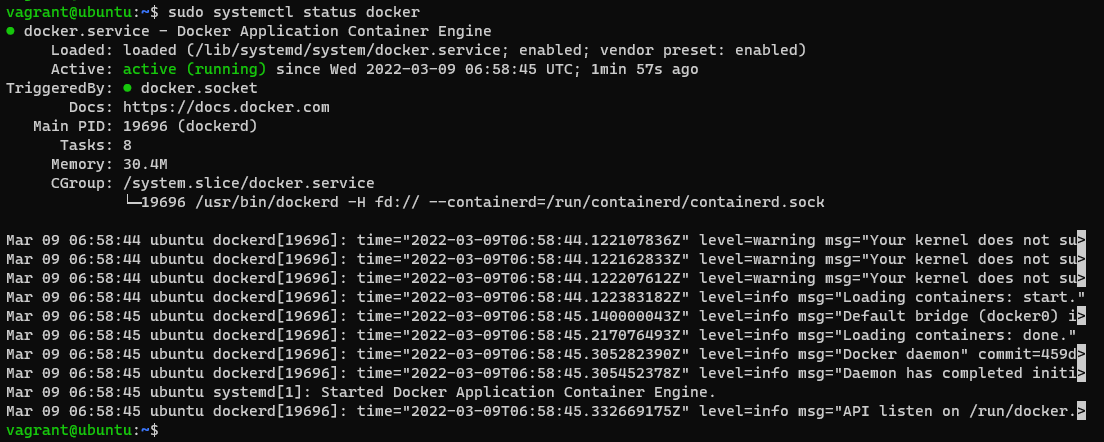 vagrant@ubuntu:~$ sudo systemctl status docker
● docker.service - Docker Application Container Engine
     Loaded: loaded (/lib/systemd/system/docker.service; enabled; vendor preset: enabled)
     Active: active (running) since Wed 2022-03-09 06:58:45 UTC; 1min 57s ago
TriggeredBy: ● docker.socket
       Docs: https://docs.docker.com
   Main PID: 19696 (dockerd)
      Tasks: 8
     Memory: 30.4M
     CGroup: /system.slice/docker.service
             └─19696 /usr/bin/dockerd -H fd:// --containerd=/run/containerd/containerd.sock

Mar 09 06:58:44 ubuntu dockerd[19696]: time="2022-03-09T06:58:44.122107836Z" level=warning msg="Your kernel does not su>
Mar 09 06:58:44 ubuntu dockerd[19696]: time="2022-03-09T06:58:44.122162833Z" level=warning msg="Your kernel does not su>
Mar 09 06:58:44 ubuntu dockerd[19696]: time="2022-03-09T06:58:44.122207612Z" level=warning msg="Your kernel does not su>
Mar 09 06:58:44 ubuntu dockerd[19696]: time="2022-03-09T06:58:44.122383182Z" level=info msg="Loading containers: start."
Mar 09 06:58:45 ubuntu dockerd[19696]: time="2022-03-09T06:58:45.140000043Z" level=info msg="Default bridge (docker0) i>
Mar 09 06:58:45 ubuntu dockerd[19696]: time="2022-03-09T06:58:45.217076493Z" level=info msg="Loading containers: done."
Mar 09 06:58:45 ubuntu dockerd[19696]: time="2022-03-09T06:58:45.305282390Z" level=info msg="Docker daemon" commit=459d>
Mar 09 06:58:45 ubuntu dockerd[19696]: time="2022-03-09T06:58:45.305452378Z" level=info msg="Daemon has completed initi>
Mar 09 06:58:45 ubuntu systemd[1]: Started Docker Application Container Engine.
Mar 09 06:58:45 ubuntu dockerd[19696]: time="2022-03-09T06:58:45.332669175Z" level=info msg="API listen on /run/docker.>
vagrant@ubuntu:~$